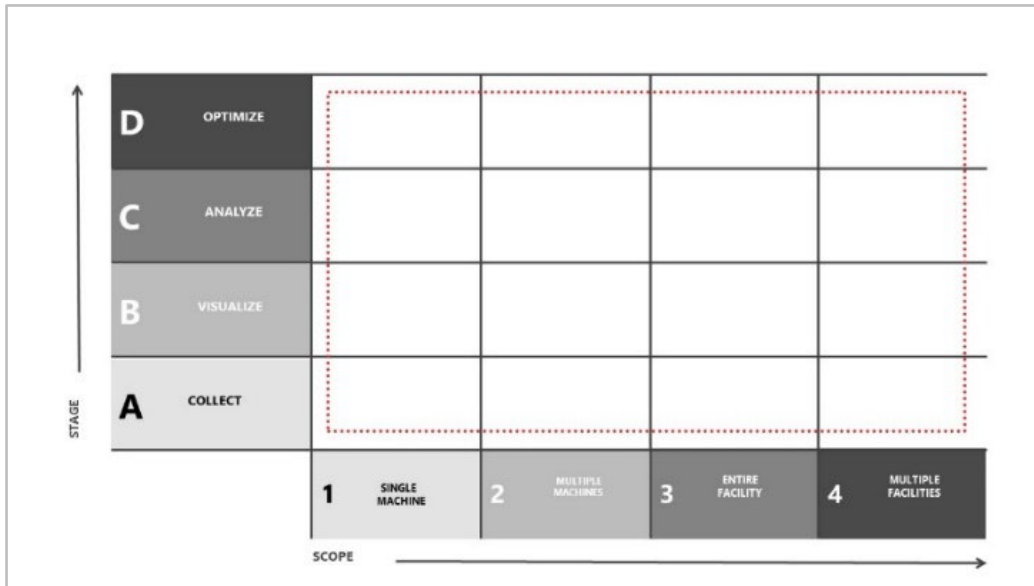 D OPTIMIZE
C ANALYZE
B VISUALIZE
A COLLECT
STAGE
1 SINGLE
MACHINE
2 MULTIPLE
MACHINES
3 ENTIRE
FACILITY
4 MULTIPLE
FACILITIES
SCOPE